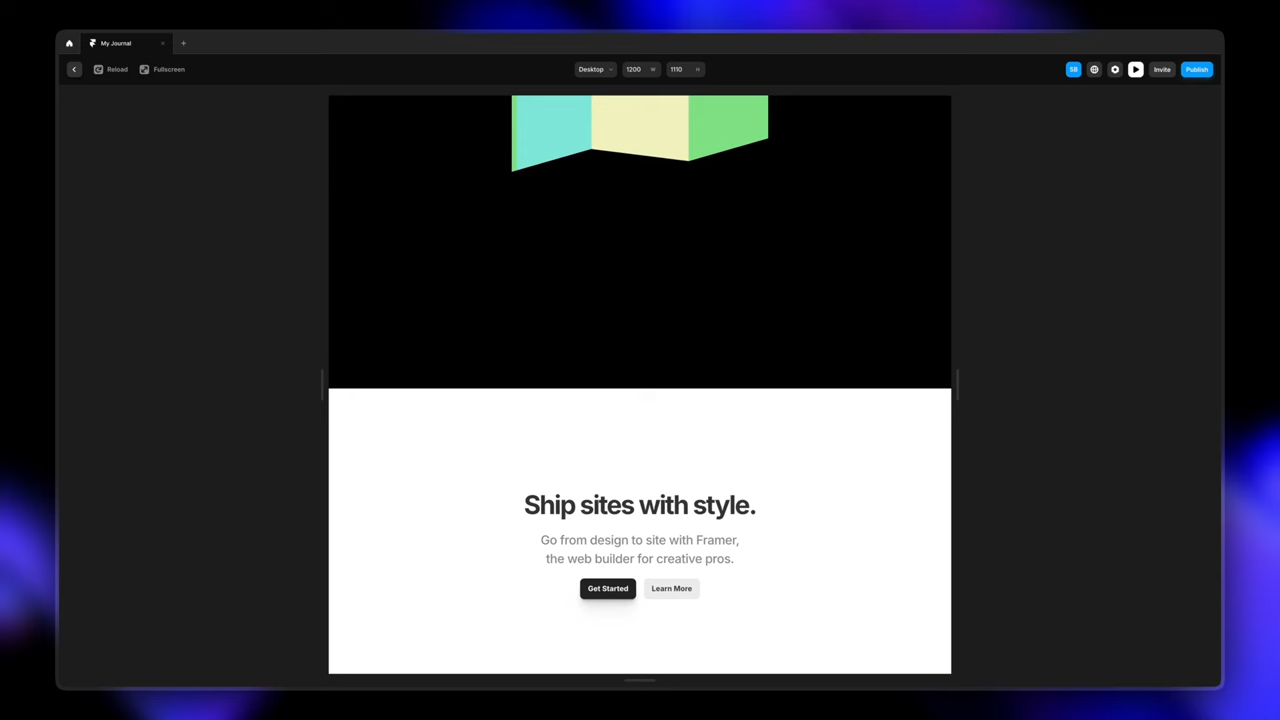 My Journal
Reload Fullscreen Desktop 1200 W 1110 H SB Invite Publish
Ship sites with style.
Go from design to site with Framer,
the web builder for creative pros.
Get Started Learn More